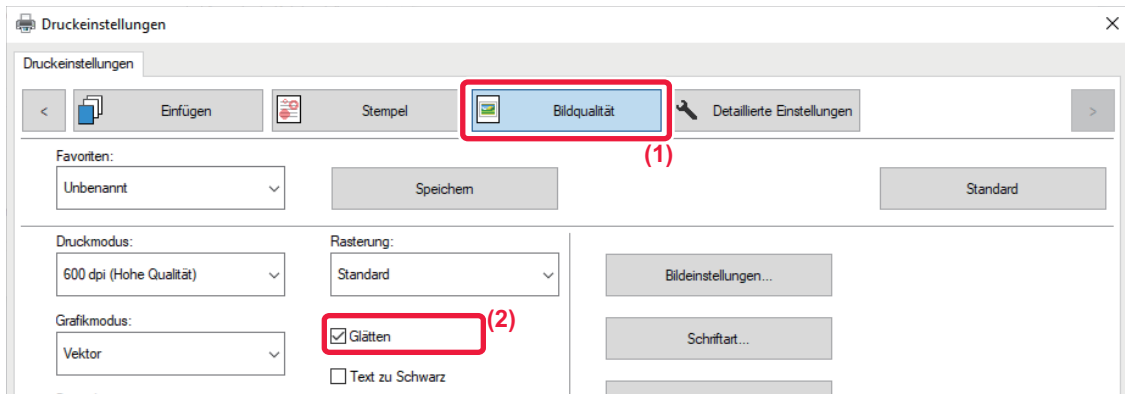 Druckeinstellungen
Druckeinstellungen
< Einfügen Stempel Bildqualität Detaillierte Einstellungen >
(1)
Favoriten:
Unbenannt Speichern Standard
Druckmodus: Rasterung:
600 dpi (Hohe Qualität) Standard Bildeinstellungen...
Grafikmodus: (2)
Glätten Schriftart...
Vektor
Text zu Schwarz